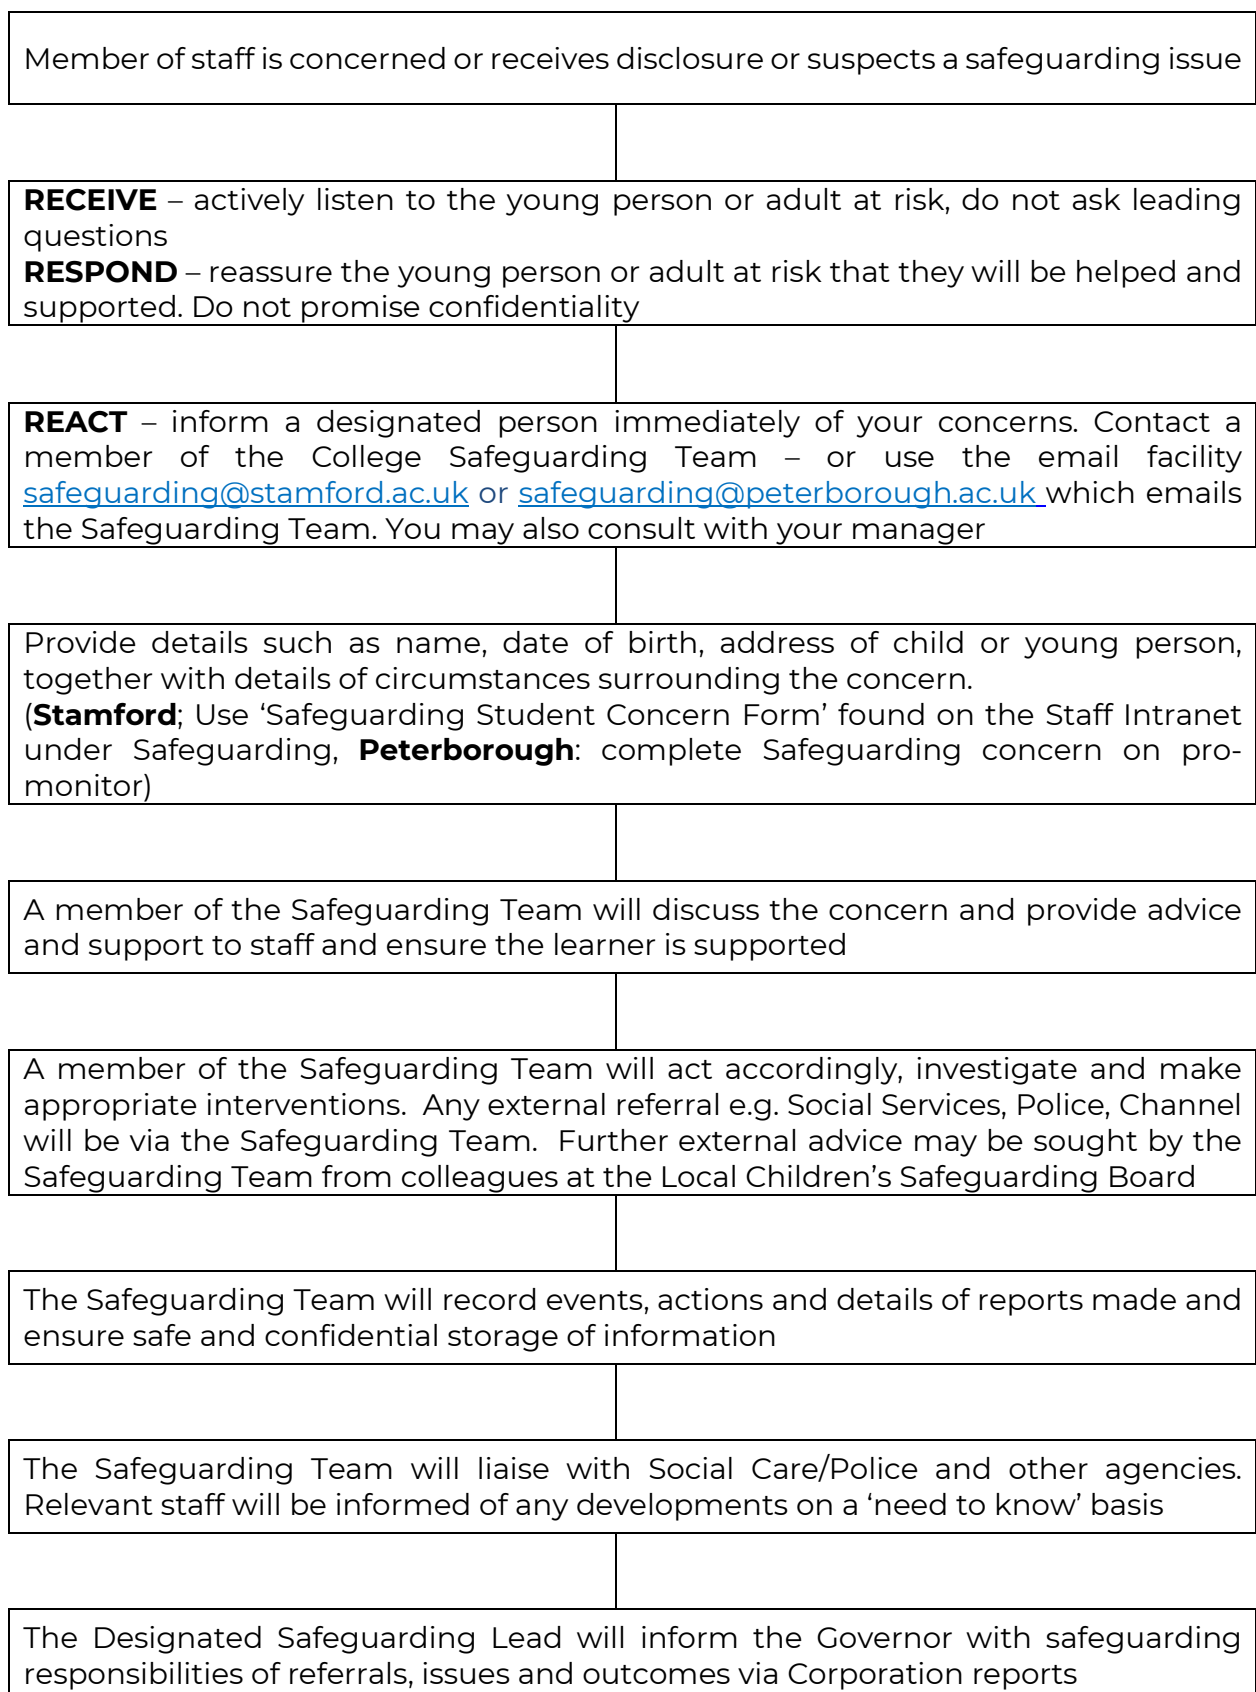 Member of staff is concerned or receives disclosure or suspects a safeguarding issue
RECEIVE – actively listen to the young person or adult at risk, do not ask leading
questions
RESPOND – reassure the young person or adult at risk that they will be helped and
supported. Do not promise confidentiality
REACT – inform a designated person immediately of your concerns. Contact a
member of the College Safeguarding Team – or use the email facility
safeguarding@stamford.ac.uk or safeguarding@peterborough.ac.uk which emails
the Safeguarding Team. You may also consult with your manager
Provide details such as name, date of birth, address of child or young person,
together with details of circumstances surrounding the concern.
(Stamford; Use ‘Safeguarding Student Concern Form’ found on the Staff Intranet
under Safeguarding, Peterborough: complete Safeguarding concern on pro-
monitor)
A member of the Safeguarding Team will discuss the concern and provide advice
and support to staff and ensure the learner is supported
A member of the Safeguarding Team will act accordingly, investigate and make
appropriate interventions.  Any external referral e.g. Social Services, Police, Channel
will be via the Safeguarding Team.  Further external advice may be sought by the
Safeguarding Team from colleagues at the Local Children’s Safeguarding Board
The Safeguarding Team will record events, actions and details of reports made and
ensure safe and confidential storage of information
The Safeguarding Team will liaise with Social Care/Police and other agencies.
Relevant staff will be informed of any developments on a ‘need to know’ basis
The Designated Safeguarding Lead will inform the Governor with safeguarding
responsibilities of referrals, issues and outcomes via Corporation reports